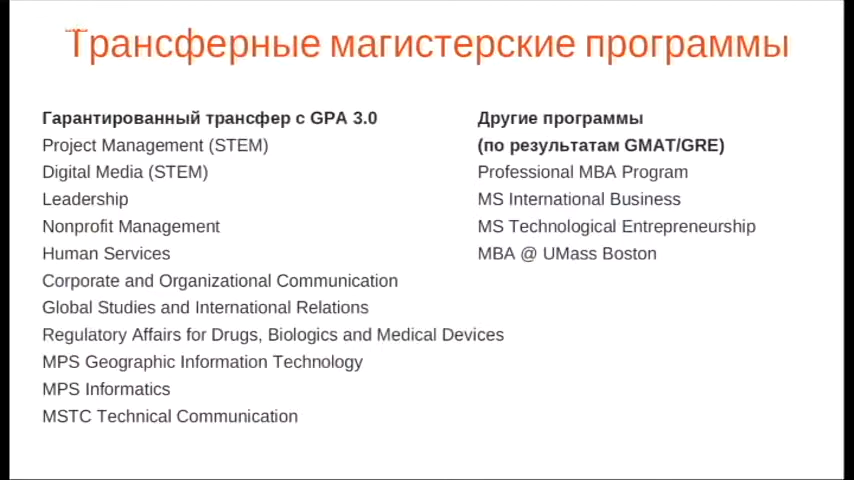 Трансферные магистерские программы
Гарантированный трансфер с GPA 3.0
Project Management (STEM)
Digital Media (STEM)
Leadership
Nonprofit Management
Human Services
Corporate and Organizational Communication
Global Studies and International Relations
Regulatory Affairs for Drugs, Biologics and Medical Devices
MPS Geographic Information Technology
MPS Informatics
MSTC Technical Communication
Другие программы
(по результатам GMAT/GRE)
Professional MBA Program
MS International Business
MS Technological Entrepreneurship
MBA @ UMass Boston